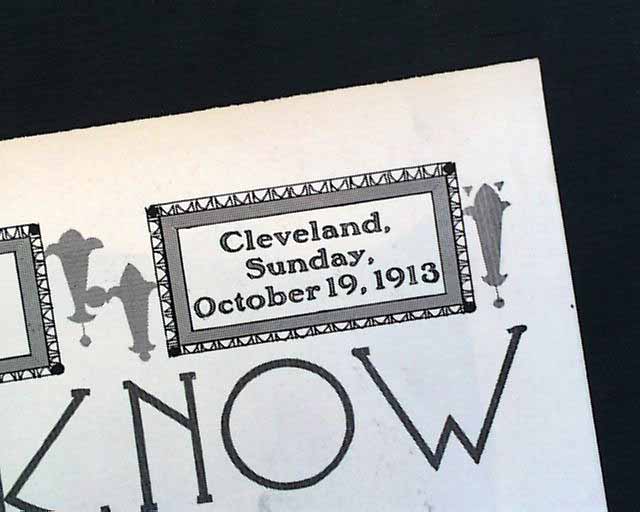 Cleveland,
Sunday,
October 19, 1913
KNOW